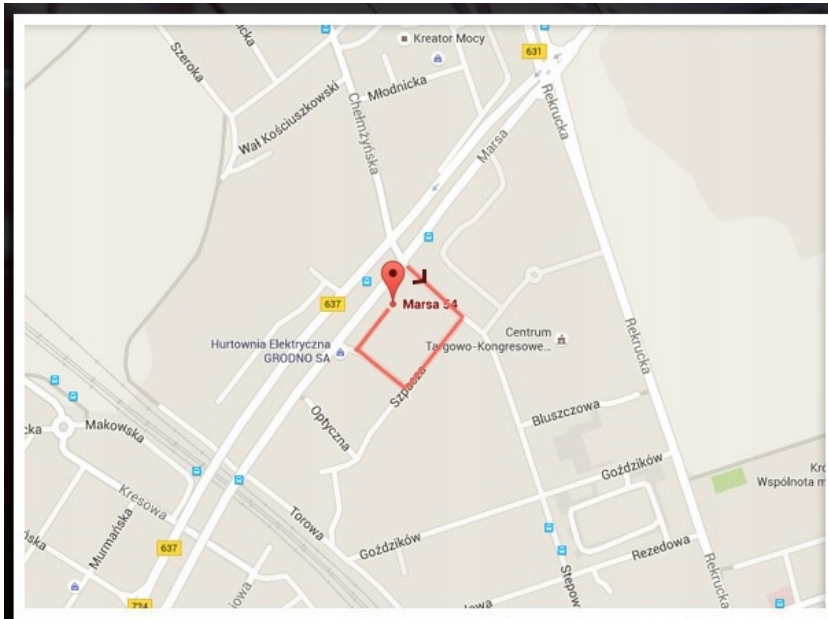 Kreator Mocy
631
Szeroka
Młodnicka
Wał Kościuszkowski
Chełmżyńska
Marsa
Rekrucka
637
Marsa 54
Hurtownia Elektryczna
GRODNO SA
Centrum
Targowo-Kongresowe...
Rekrucka
Szpacza
Optyczna
Bluszczowa
Makowska
Kresowa
Goździków
Wspólnota m
Torowa
Murmańska
637
Goździków
Rezedowa
Rekrucka
Stepow
724